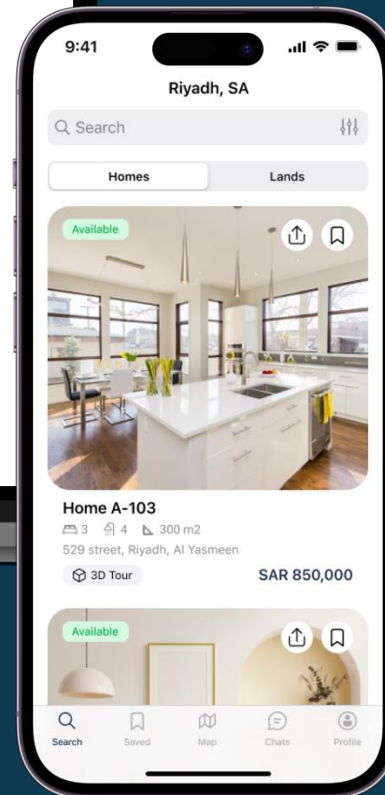 9:41
Riyadh, SA
Search
Homes
Lands
Available
Home A-103
3 4 300 m2
529 street, Riyadh, Al Yasmeen
3D Tour
SAR 850,000
Available
Search
Saved
Map
Chats
Profile